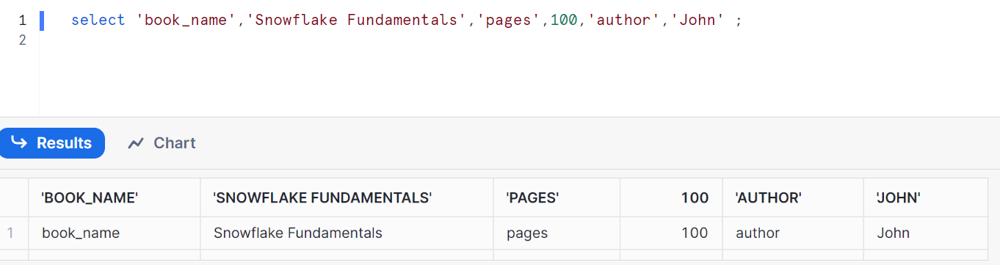 1 select 'book_name','Snowflake Fundamentals','pages',100,'author','John' ;
2
Results Chart
'BOOK_NAME' 'SNOWFLAKE FUNDAMENTALS' 'PAGES' 100 'AUTHOR' 'JOHN'
1 book_name Snowflake Fundamentals pages 100 author John